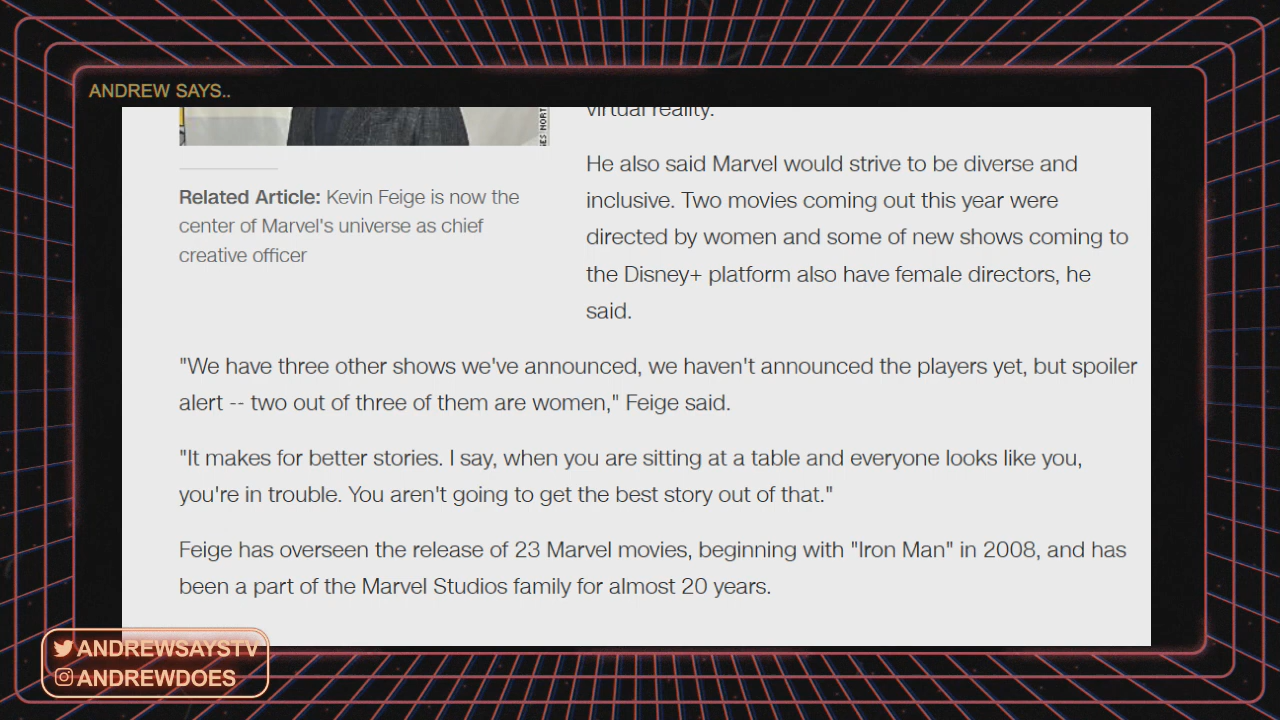 ANDREW SAYS..
virtual reality.
He also said Marvel would strive to be diverse and
inclusive. Two movies coming out this year were
directed by women and some of new shows coming to
the Disney+ platform also have female directors, he
said.
Related Article: Kevin Feige is now the
center of Marvel's universe as chief
creative officer
"We have three other shows we've announced, we haven't announced the players yet, but spoiler
alert -- two out of three of them are women," Feige said.
"It makes for better stories. I say, when you are sitting at a table and everyone looks like you,
you're in trouble. You aren't going to get the best story out of that."
Feige has overseen the release of 23 Marvel movies, beginning with "Iron Man" in 2008, and has
been a part of the Marvel Studios family for almost 20 years.
ANDREWSAYSTV
ANDREWDOES